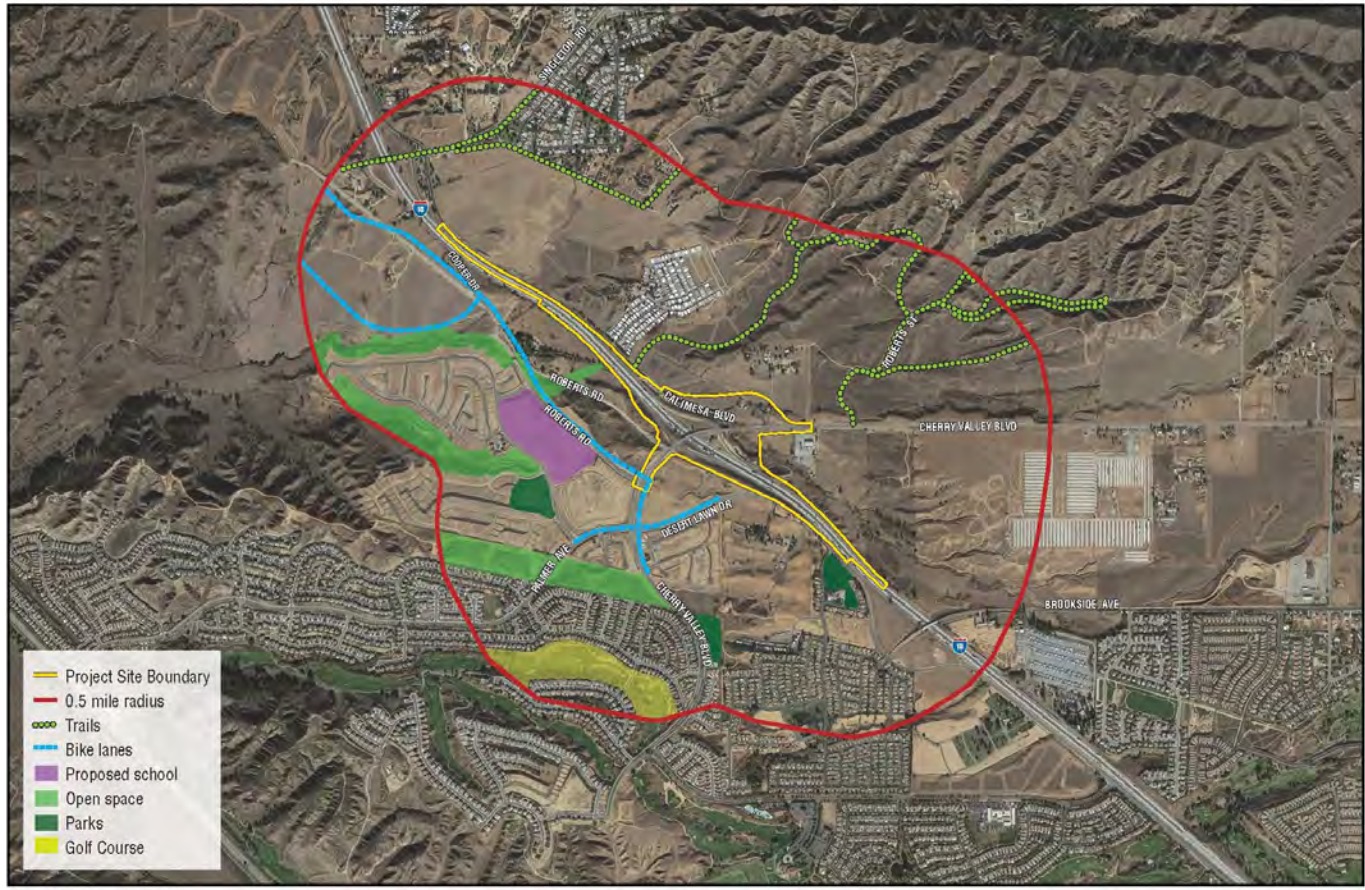 SINGLETON RD
10
COOPER DR
ROBERTS ST
ROBERTS RD
CALIMESA BLVD
ROBERTS RD
CHERRY VALLEY BLVD
DESERT LAWN DR
PALMER AVE
CHERRY VALLEY BLVD
BROOKSIDE AVE
10
Project Site Boundary
0.5 mile radius
Trails
Bike lanes
Proposed school
Open space
Parks
Golf Course